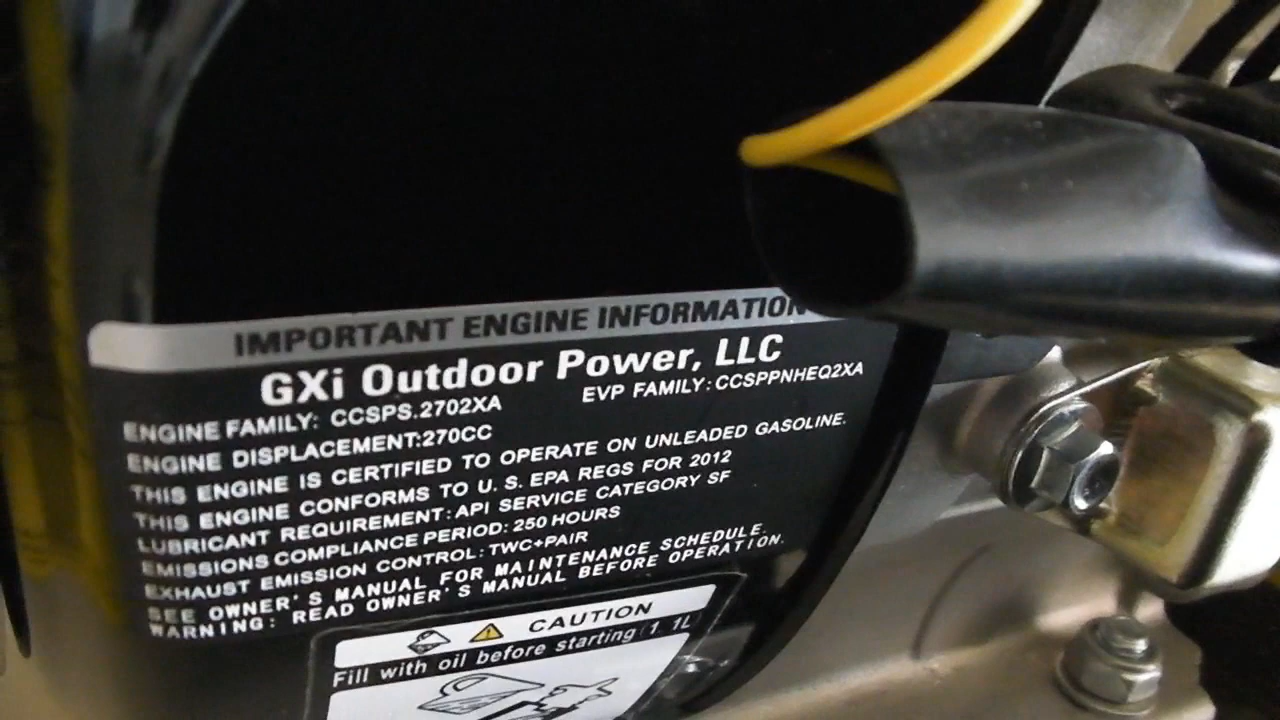 IMPORTANT ENGINE INFORMATION
GXi Outdoor Power, LLC
ENGINE FAMILY: CCSPS.2702XA EVP FAMILY: CCSPPNHEQ2XA
ENGINE DISPLACEMENT:270CC
THIS ENGINE IS CERTIFIED TO OPERATE ON UNLEADED GASOLINE.
THIS ENGINE CONFORMS TO U.S. EPA REGS FOR 2012
LUBRICANT REQUIREMENT: API SERVICE CATEGORY SF
EMISSIONS COMPLIANCE PERIOD: 250 HOURS
EXHAUST EMISSION CONTROL: TWC+PAIR
SEE OWNER'S MANUAL FOR MAINTENANCE SCHEDULE.
WARNING: READ OWNER'S MANUAL BEFORE OPERATION.
CAUTION
Fill with oil before starting (1.1L